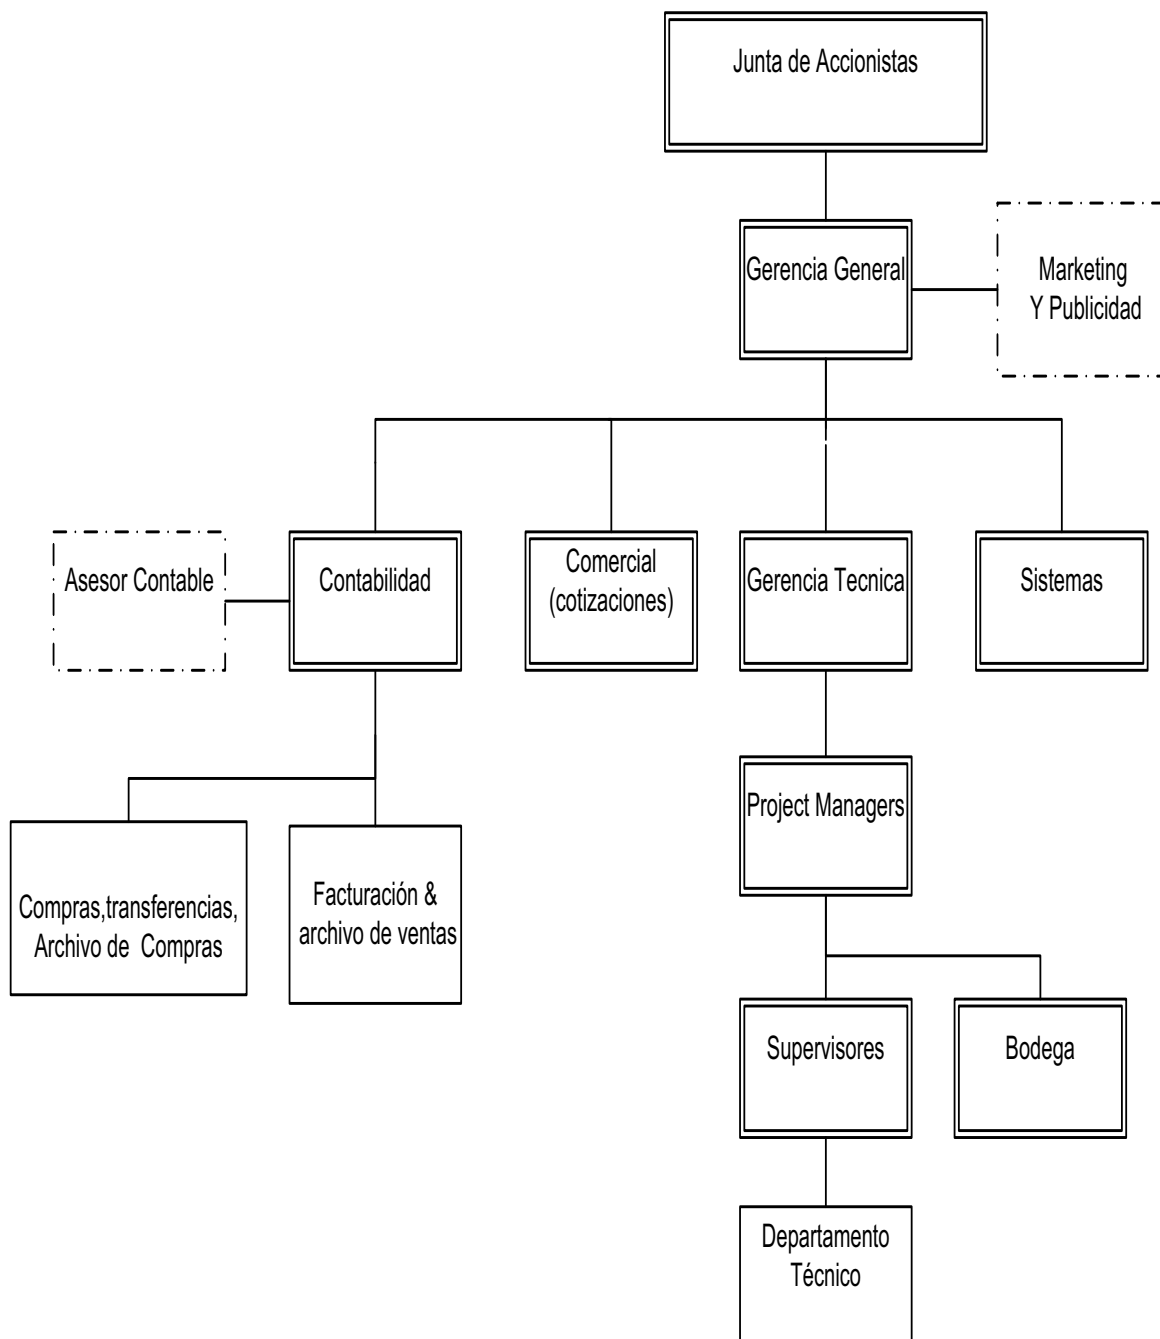 Junta de Accionistas
Gerencia General
Marketing
Y Publicidad
Asesor Contable
Contabilidad
Comercial
(cotizaciones)
Gerencia Tecnica
Sistemas
Project Managers
Compras,transferencias,
Archivo de Compras
Facturación &
archivo de ventas
Supervisores
Bodega
Departamento
Técnico